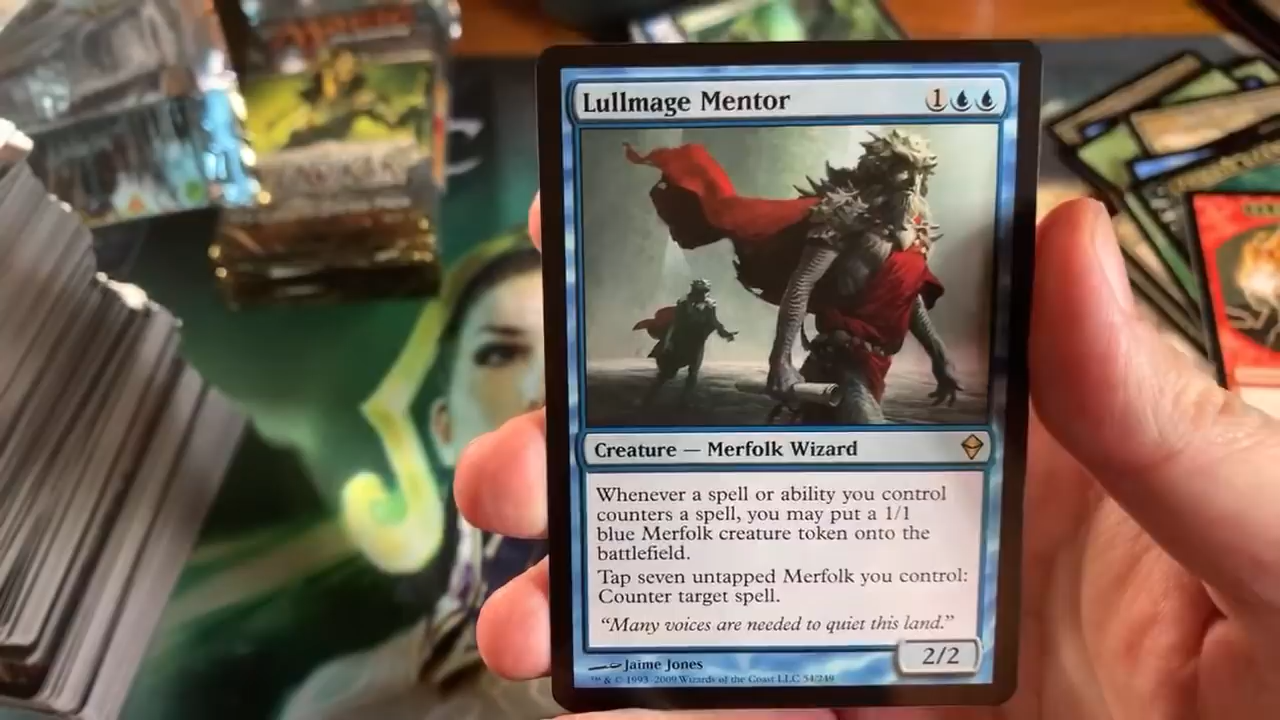 Lullmage Mentor
1
Creature — Merfolk Wizard
Whenever a spell or ability you control
counters a spell, you may put a 1/1
blue Merfolk creature token onto the
battlefield.
Tap seven untapped Merfolk you control:
Counter target spell.
“Many voices are needed to quiet this land.”
2/2
Jaime Jones
™ & © 1993–2009 Wizards of the Coast LLC 54/249